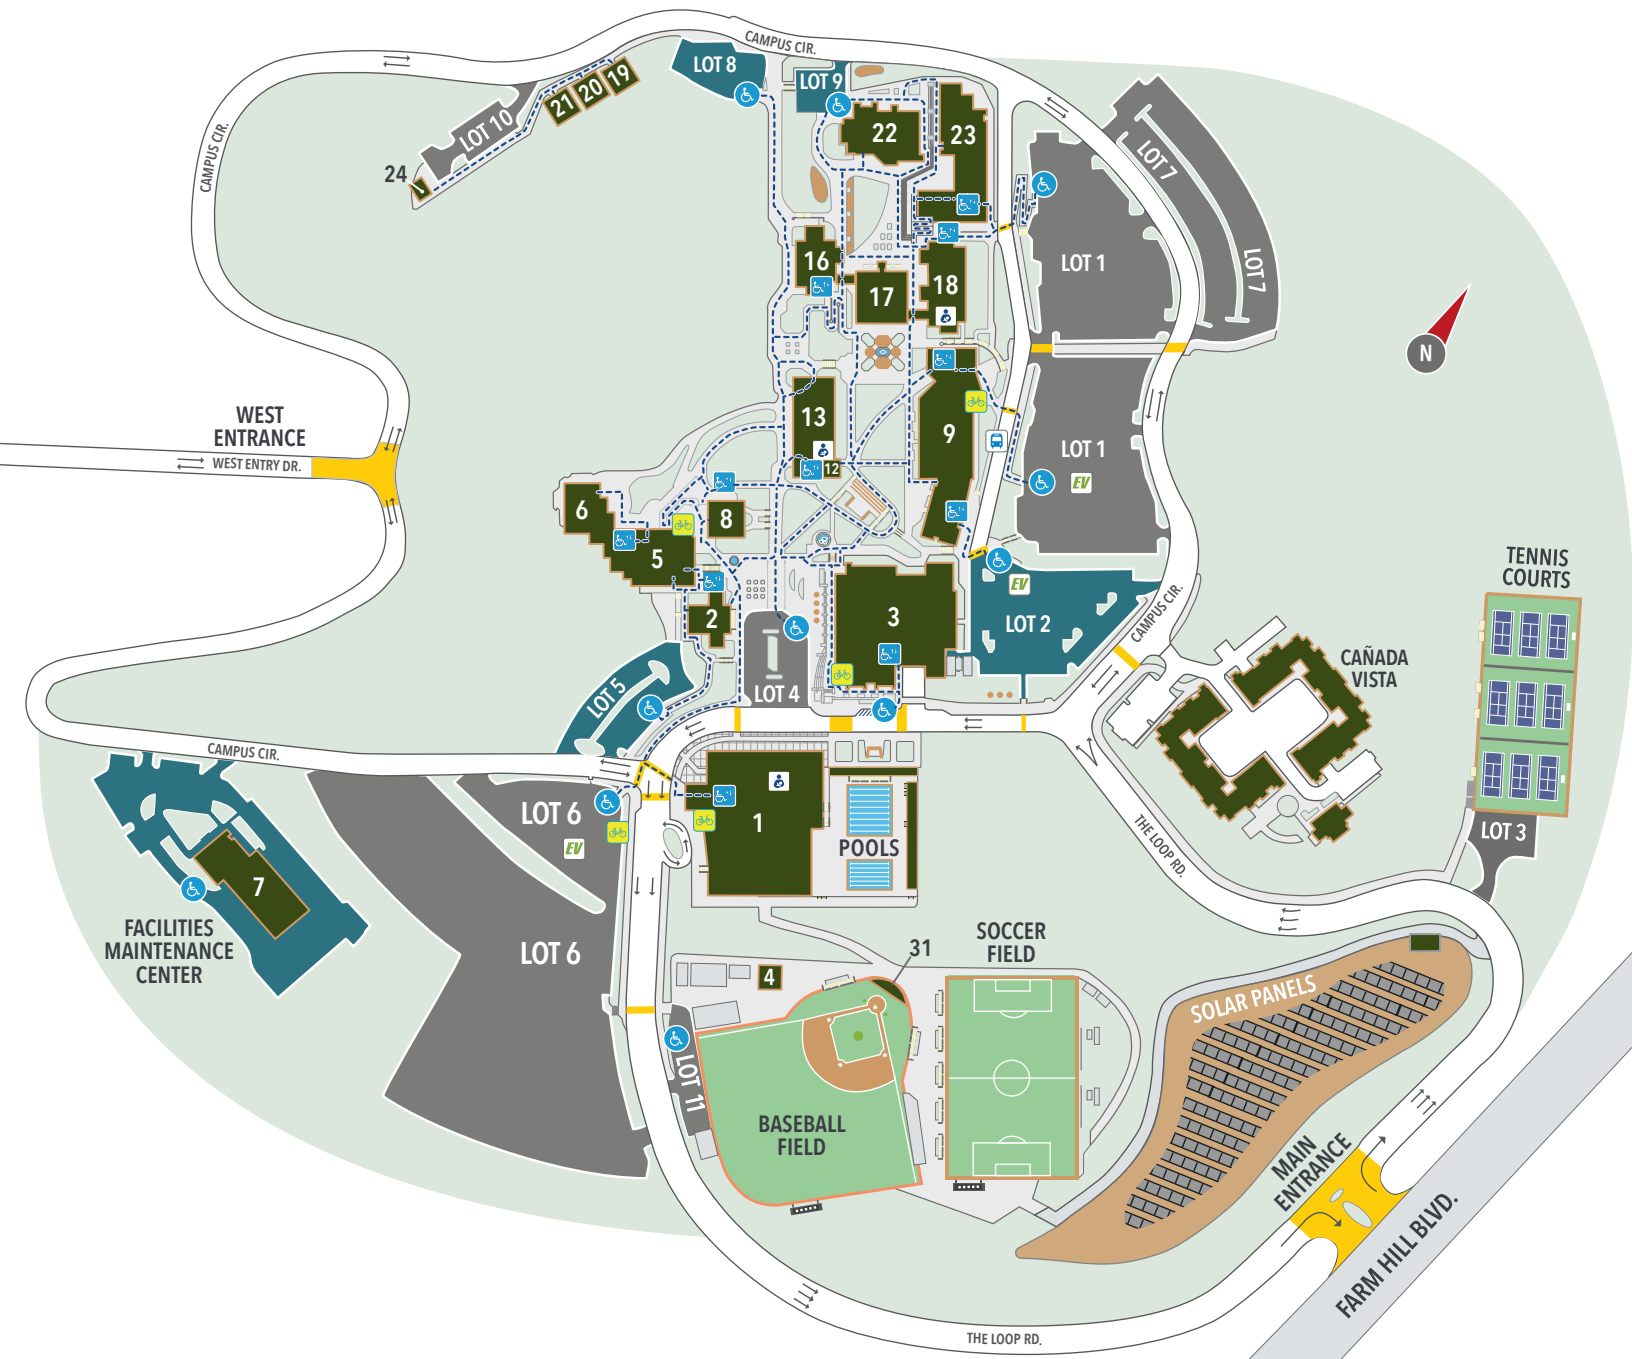 CAMPUS CIR.
LOT 8
LOT 9
19
20
21
LOT 10
24
22
23
CAMPUS CIR.
LOT 7
LOT 7
LOT 1
16
17
18
N
WEST
ENTRANCE
WEST ENTRY DR.
13
12
9
LOT 1
EV
6
8
5
2
3
EV
LOT 2
CAMPUS CIR.
TENNIS
COURTS
CAÑADA
VISTA
LOT 5
LOT 4
CAMPUS CIR.
LOT 6
EV
1
POOLS
THE LOOP RD.
LOT 3
7
FACILITIES
MAINTENANCE
CENTER
LOT 6
4
31
SOCCER
FIELD
SOLAR PANELS
LOT 11
BASEBALL
FIELD
MAIN
ENTRANCE
FARM HILL BLVD.
THE LOOP RD.